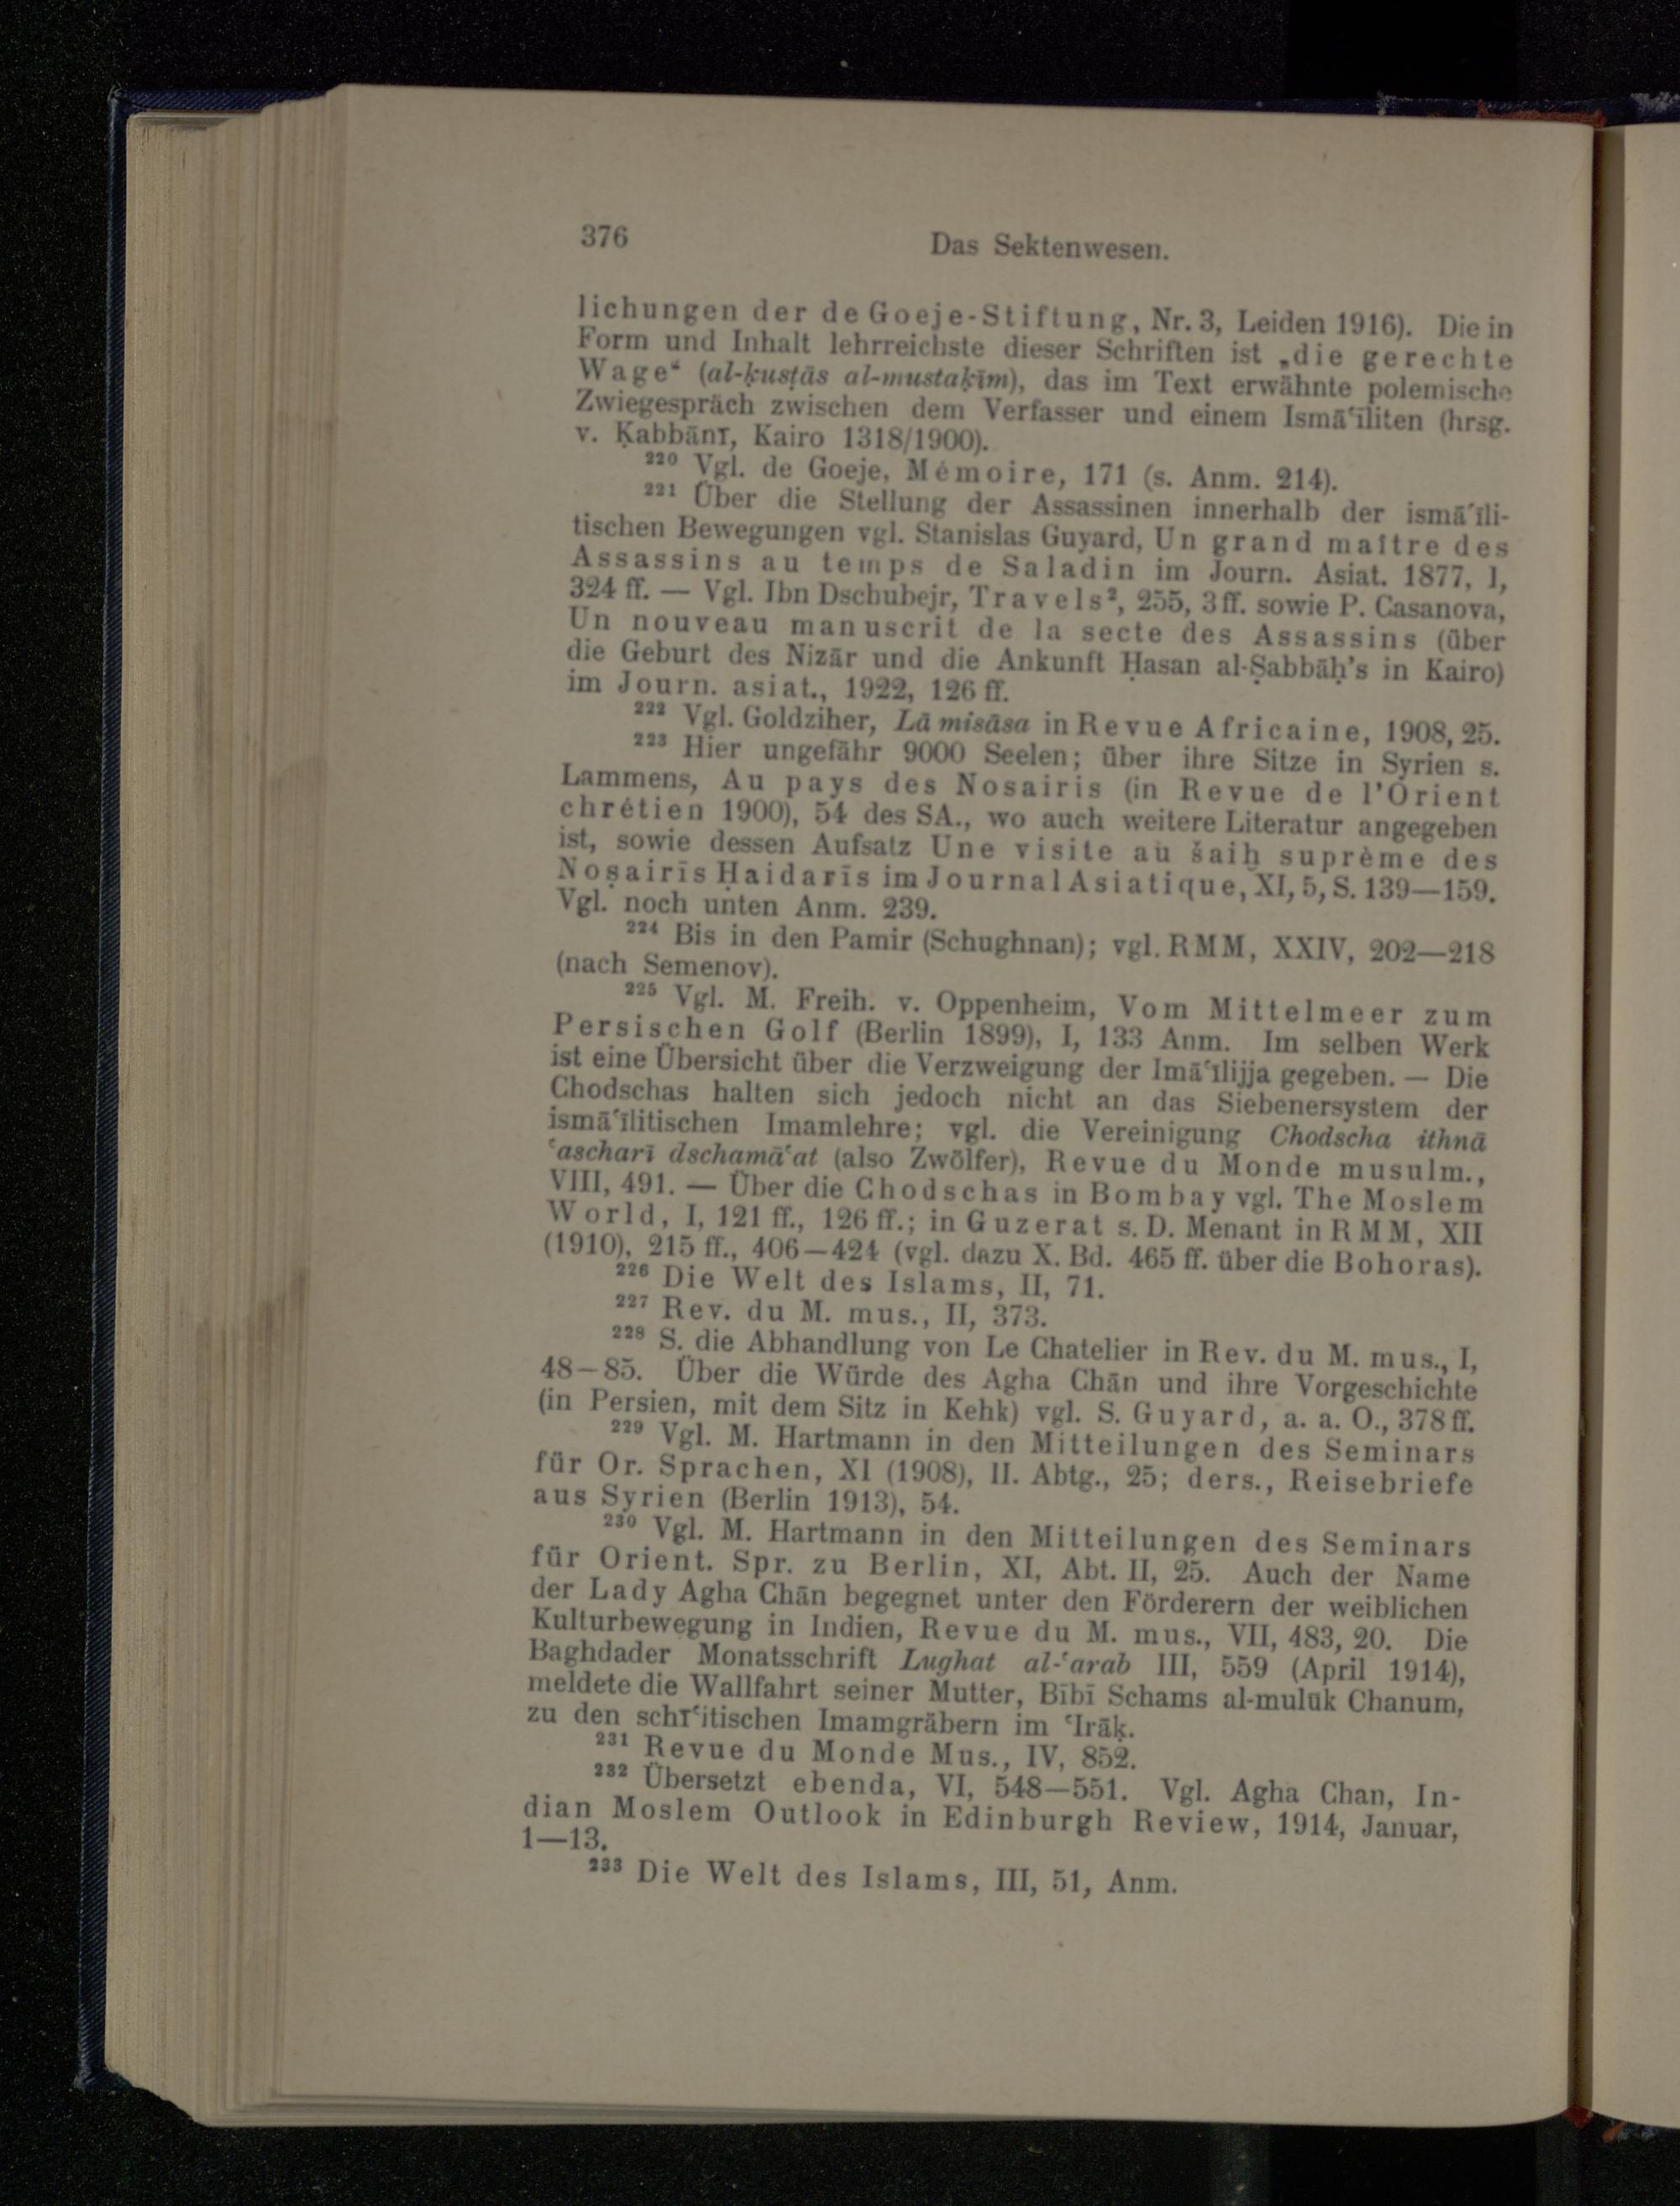 376
Das Sektenwesen.
lichungen der de Goeje-Stiftung, Nr. 3, Leiden 1916). Die in
Form und Inhalt lehrreichste dieser Schriften ist „die gerechte
Wage“ (al-ḳusṭās al-mustaḳīm), das im Text erwähnte polemische
Zwiegespräch zwischen dem Verfasser und einem Ismāʿīliten (hrsg.
v. Ḳabbānī, Kairo 1318/1900).
²²⁰ Vgl. de Goeje, Mémoire, 171 (s. Anm. 214).
²²¹ Über die Stellung der Assassinen innerhalb der ismāʿīli-
tischen Bewegungen vgl. Stanislas Guyard, Un grand maître des
Assassins au temps de Saladin im Journ. Asiat. 1877, I,
324 ff. — Vgl. Ibn Dschubejr, Travels², 255, 3 ff. sowie P. Casanova,
Un nouveau manuscrit de la secte des Assassins (über
die Geburt des Nizār und die Ankunft Ḥasan al-Ṣabbāḥ's in Kairo)
im Journ. asiat., 1922, 126 ff.
²²² Vgl. Goldziher, Lā misāsa in Revue Africaine, 1908, 25.
²²³ Hier ungefähr 9000 Seelen; über ihre Sitze in Syrien s.
Lammens, Au pays des Nosairis (in Revue de l'Orient
chrétien 1900), 54 des SA., wo auch weitere Literatur angegeben
ist, sowie dessen Aufsatz Une visite au šaiḫ suprème des
Noṣairīs Ḥaidarīs im Journal Asiatique, XI, 5, S. 139—159.
Vgl. noch unten Anm. 239.
²²⁴ Bis in den Pamir (Schughnan); vgl. RMM, XXIV, 202—218
(nach Semenov).
²²⁵ Vgl. M. Freih. v. Oppenheim, Vom Mittelmeer zum
Persischen Golf (Berlin 1899), I, 133 Anm. Im selben Werk
ist eine Übersicht über die Verzweigung der Imāʿīlijja gegeben. — Die
Chodschas halten sich jedoch nicht an das Siebenersystem der
ismāʿīlitischen Imamlehre; vgl. die Vereinigung Chodscha ithnā
ʿascharī dschamāʿat (also Zwölfer), Revue du Monde musulm.,
VIII, 491. — Über die Chodschas in Bombay vgl. The Moslem
World, I, 121 ff., 126 ff.; in Guzerat s. D. Menant in RMM, XII
(1910), 215 ff., 406—424 (vgl. dazu X. Bd. 465 ff. über die Bohoras).
²²⁶ Die Welt des Islams, II, 71.
²²⁷ Rev. du M. mus., II, 373.
²²⁸ S. die Abhandlung von Le Chatelier in Rev. du M. mus., I,
48—85. Über die Würde des Agha Chān und ihre Vorgeschichte
(in Persien, mit dem Sitz in Kehk) vgl. S. Guyard, a. a. O., 378 ff.
²²⁹ Vgl. M. Hartmann in den Mitteilungen des Seminars
für Or. Sprachen, XI (1908), II. Abtg., 25; ders., Reisebriefe
aus Syrien (Berlin 1913), 54.
²³⁰ Vgl. M. Hartmann in den Mitteilungen des Seminars
für Orient. Spr. zu Berlin, XI, Abt. II, 25. Auch der Name
der Lady Agha Chān begegnet unter den Förderern der weiblichen
Kulturbewegung in Indien, Revue du M. mus., VII, 483, 20. Die
Baghdader Monatsschrift Lughat al-ʿarab III, 559 (April 1914),
meldete die Wallfahrt seiner Mutter, Bībī Schams al-mulūk Chanum,
zu den schīʿitischen Imamgräbern im ʿIrāḳ.
²³¹ Revue du Monde Mus., IV, 852.
²³² Übersetzt ebenda, VI, 548—551. Vgl. Agha Chan, In-
dian Moslem Outlook in Edinburgh Review, 1914, Januar,
1—13.
²³³ Die Welt des Islams, III, 51, Anm.